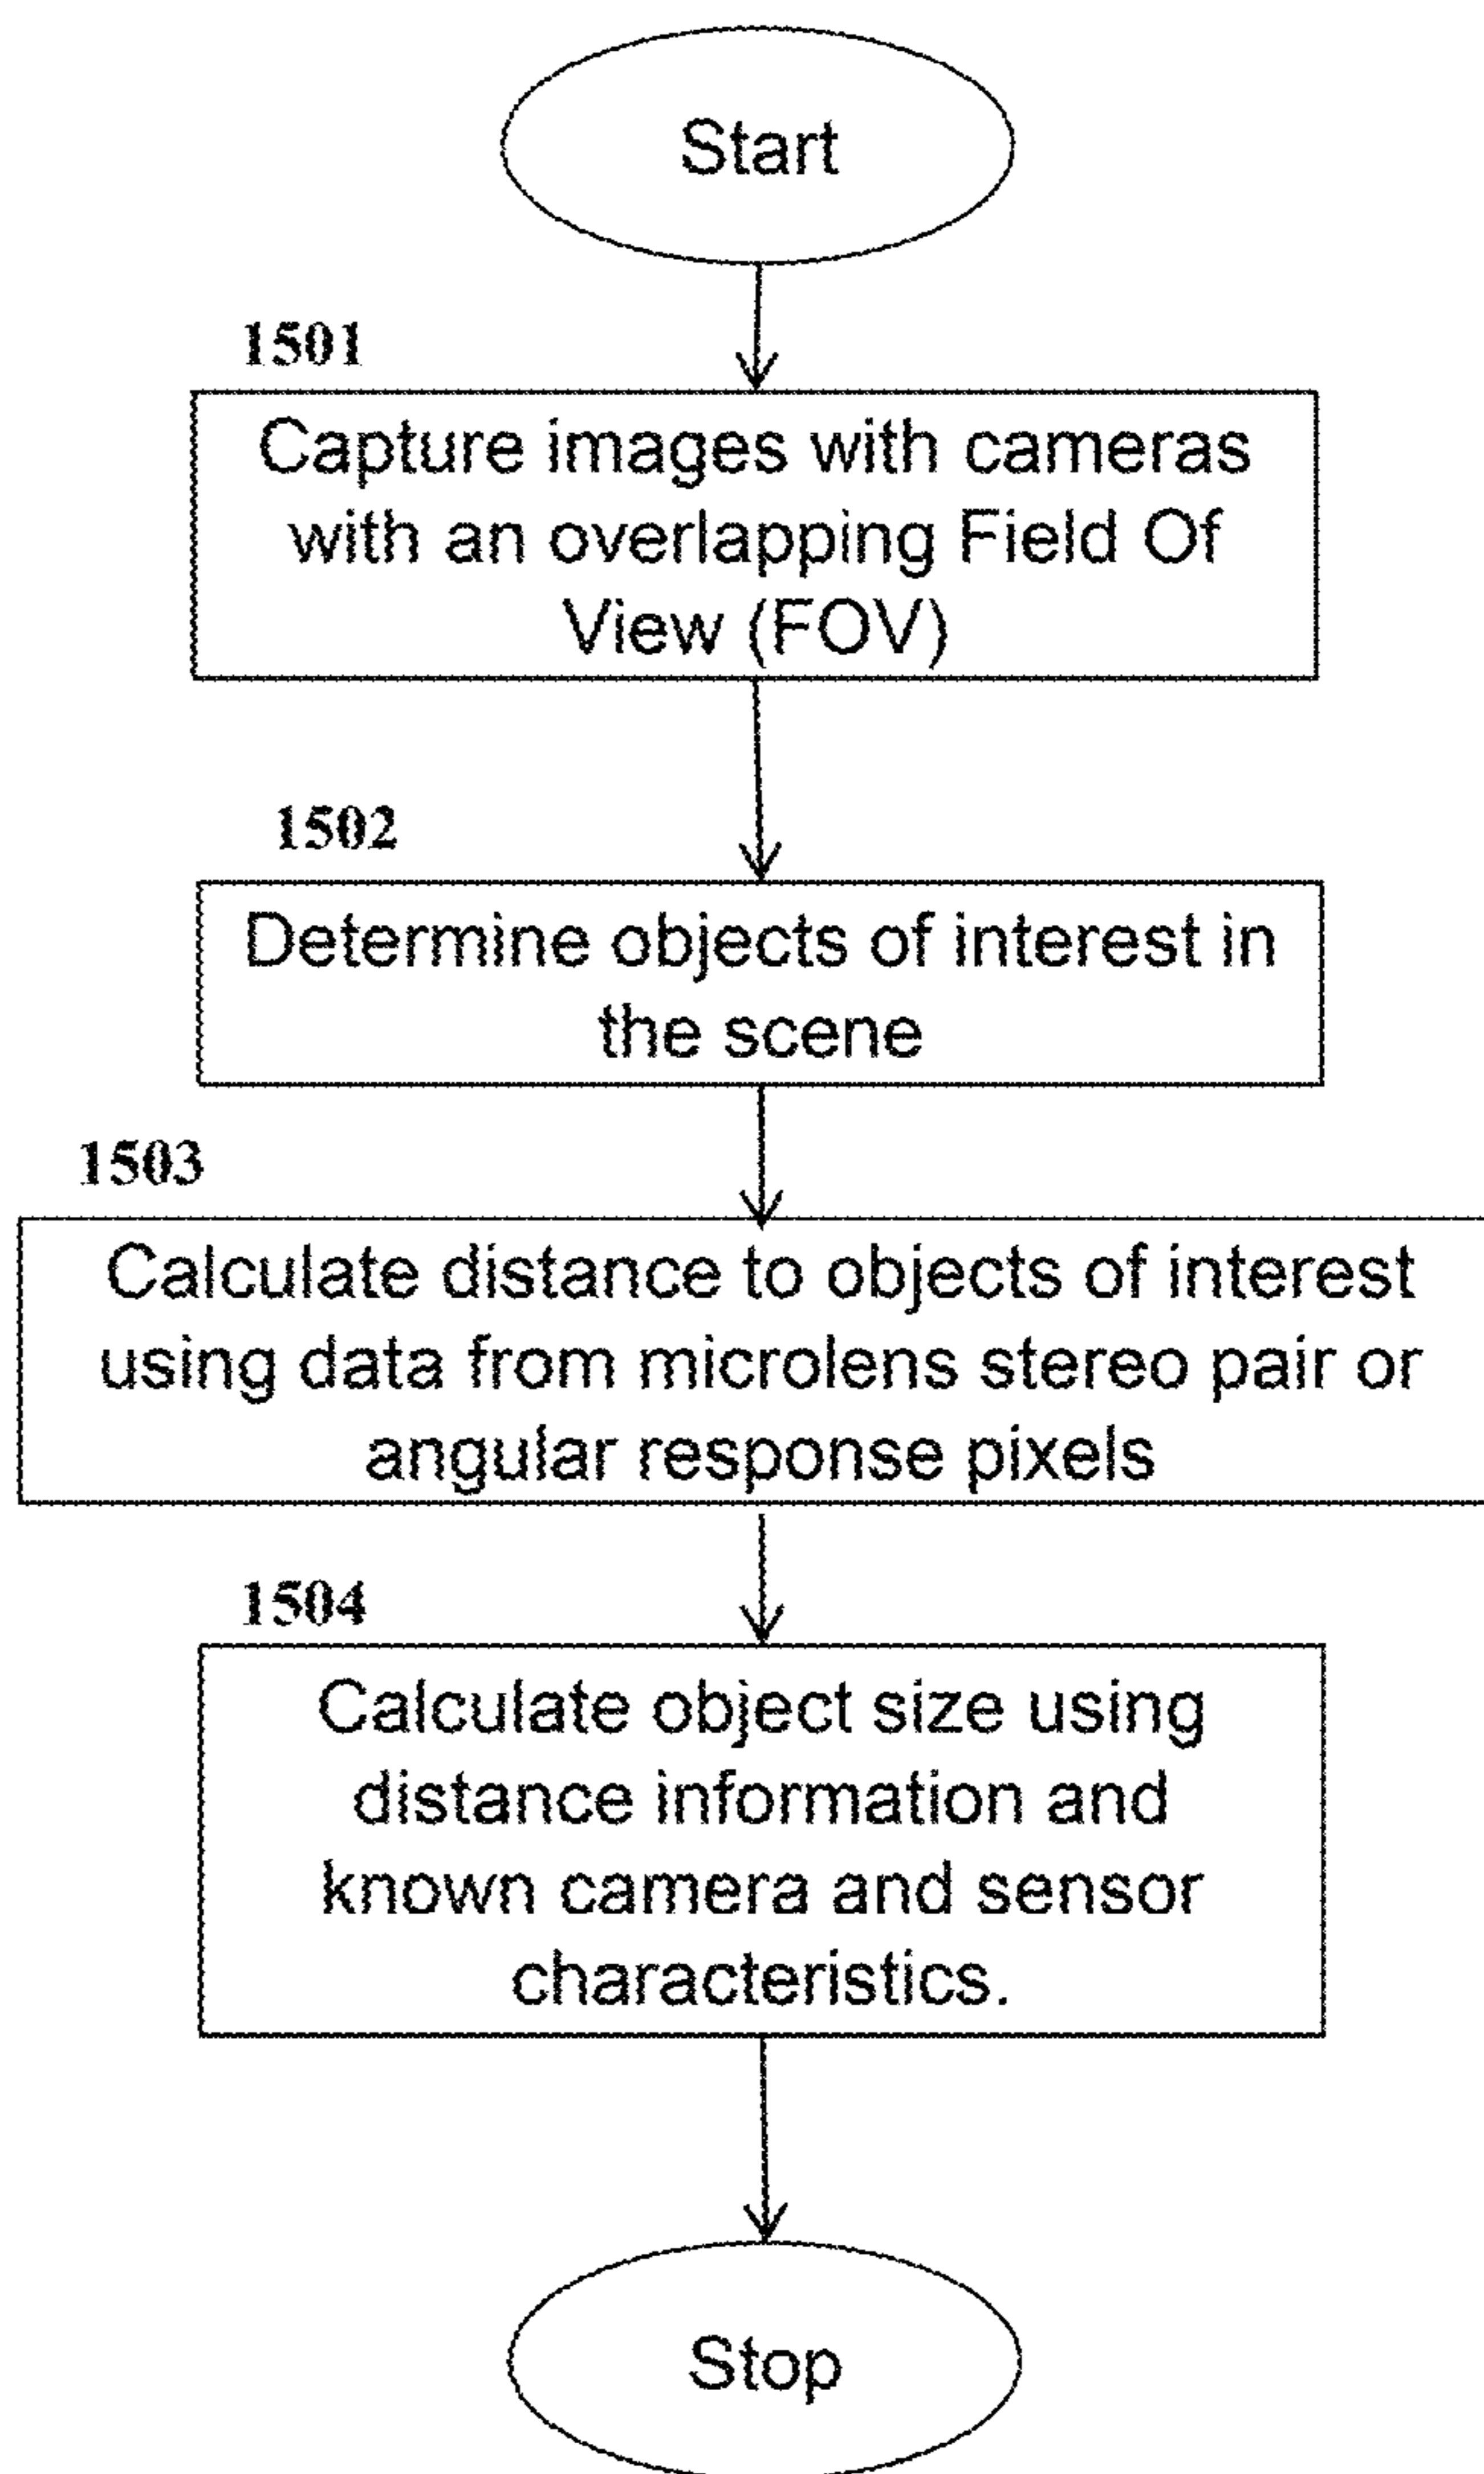 Start
1501
Capture images with cameras
with an overlapping Field Of
View (FOV)
1502
Determine objects of interest in
the scene
1503
Calculate distance to objects of interest
using data from microlens stereo pair or
angular response pixels
1504
Calculate object size using
distance information and
known camera and sensor
characteristics.
Stop